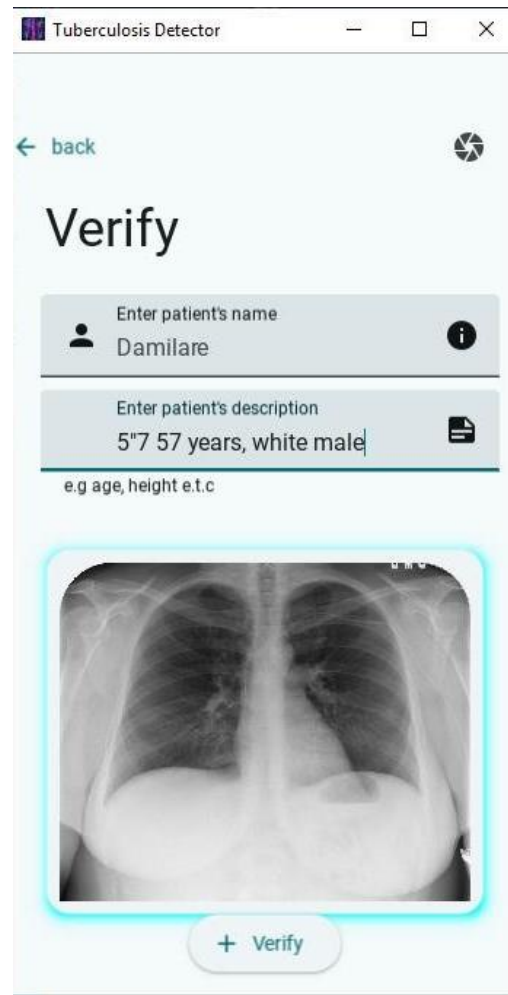 Tuberculosis Detector
back
Verify
Enter patient's name
Damilare
Enter patient's description
5"7 57 years, white male
e.g age, height e.t.c
+ Verify